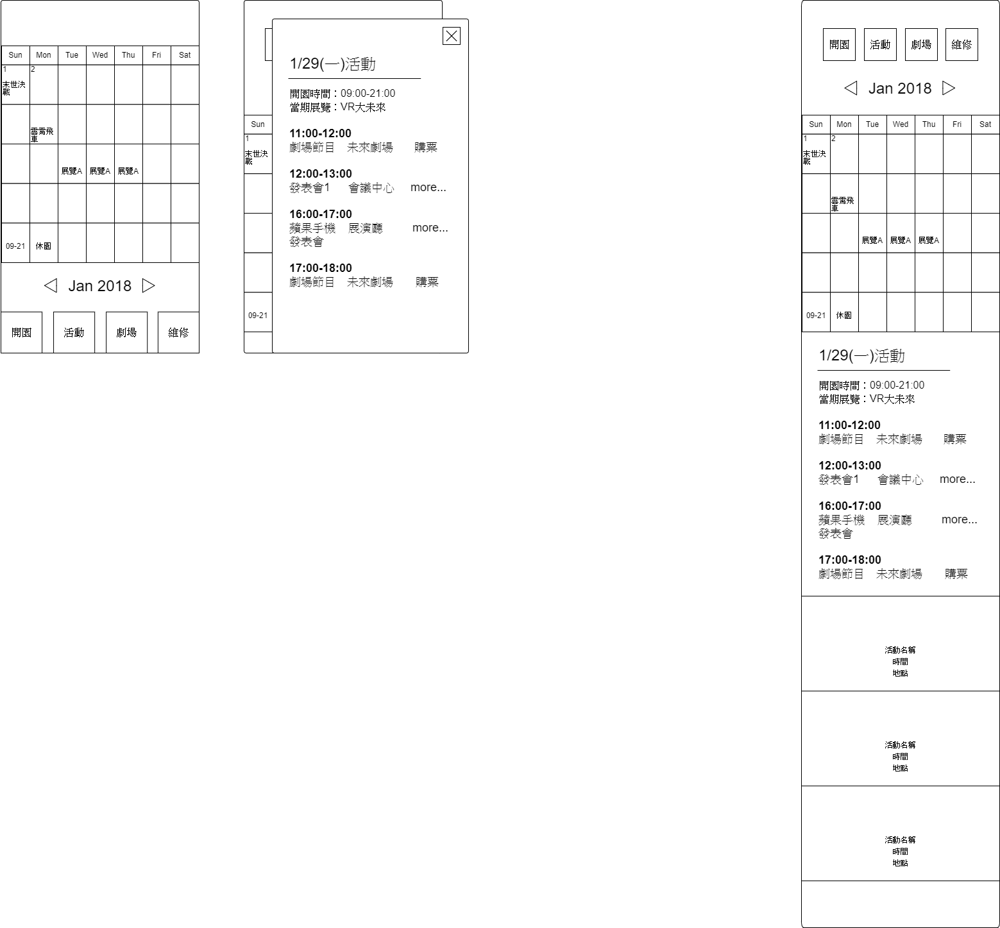 Sun Mon Tue Wed Thu Fri Sat
1 2
末世決
戰
雲霄飛
車
展覽A 展覽A 展覽A
09-21 休園
Jan 2018
開園 活動 劇場 維修
Sun
1
末世決
戰
09-21
1/29(一)活動
開園時間：09:00-21:00
當期展覽：VR大未來
11:00-12:00
劇場節目 未來劇場 購票
12:00-13:00
發表會1 會議中心 more...
16:00-17:00
蘋果手機 展演廳 more...
發表會
17:00-18:00
劇場節目 未來劇場 購票
開園 活動 劇場 維修
Jan 2018
Sun Mon Tue Wed Thu Fri Sat
1 2
末世決
戰
雲霄飛
車
展覽A 展覽A 展覽A
09-21 休園
1/29(一)活動
開園時間：09:00-21:00
當期展覽：VR大未來
11:00-12:00
劇場節目 未來劇場 購票
12:00-13:00
發表會1 會議中心 more...
16:00-17:00
蘋果手機 展演廳 more...
發表會
17:00-18:00
劇場節目 未來劇場 購票
活動名稱
時間
地點
活動名稱
時間
地點
活動名稱
時間
地點